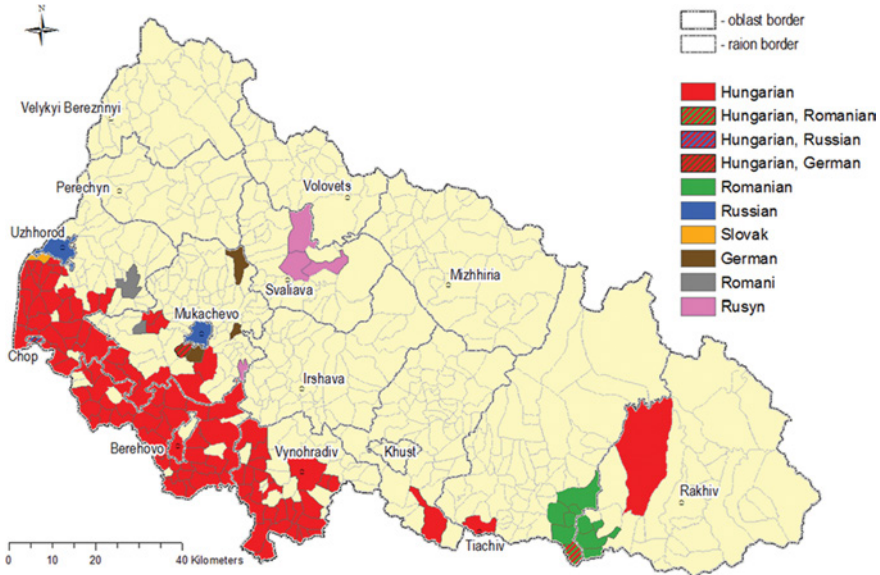 N
- oblast border
- raion border
Hungarian
Hungarian, Romanian
Hungarian, Russian
Hungarian, German
Romanian
Russian
Slovak
German
Romani
Rusyn
Velykyi Bereznnyi
Perechyn
Volovets
Uzhhorod
Svaliava
Mizhhiria
Mukachevo
Chop
Irshava
Berehovo
Vynohradiv
Khust
Rakhiv
Tiachiv
0 10 20 40 Kilometers